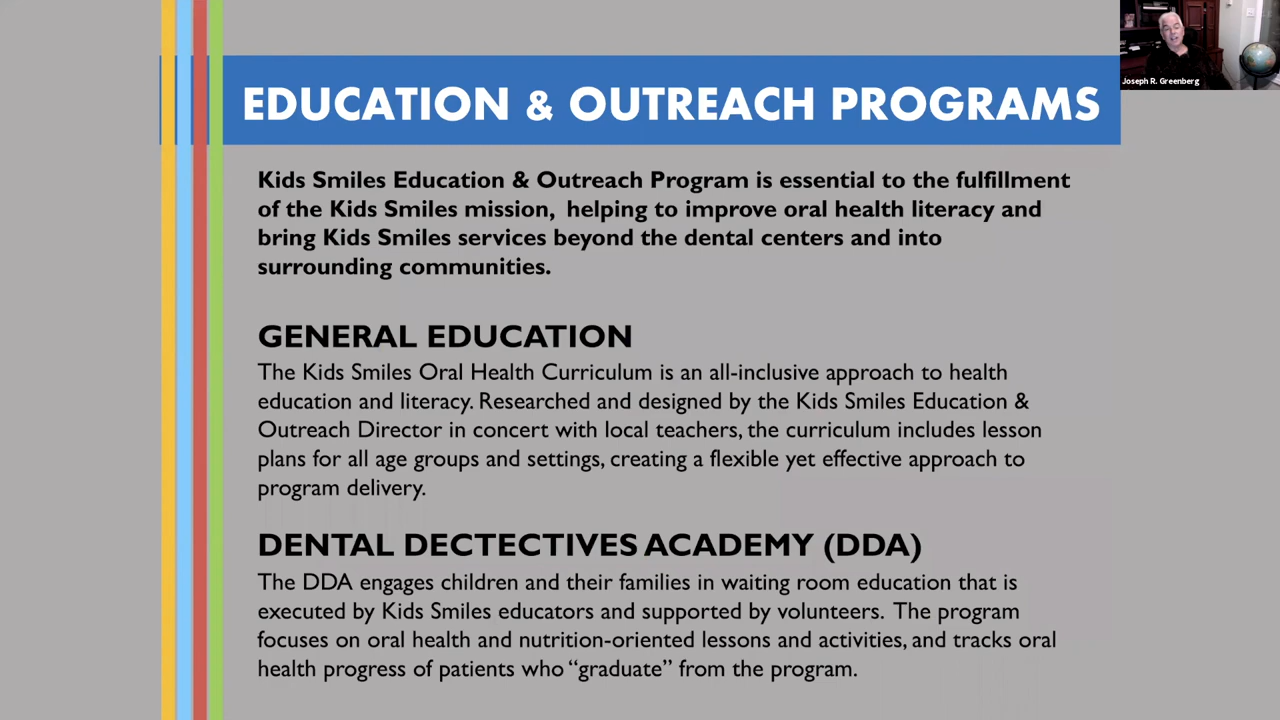 EDUCATION & OUTREACH PROGRAMS
Joseph R. Greenberg
Kids Smiles Education & Outreach Program is essential to the fulfillment
of the Kids Smiles mission, helping to improve oral health literacy and
bring Kids Smiles services beyond the dental centers and into
surrounding communities.
GENERAL EDUCATION
The Kids Smiles Oral Health Curriculum is an all-inclusive approach to health
education and literacy. Researched and designed by the Kids Smiles Education &
Outreach Director in concert with local teachers, the curriculum includes lesson
plans for all age groups and settings, creating a flexible yet effective approach to
program delivery.
DENTAL DECTECTIVES ACADEMY (DDA)
The DDA engages children and their families in waiting room education that is
executed by Kids Smiles educators and supported by volunteers. The program
focuses on oral health and nutrition-oriented lessons and activities, and tracks oral
health progress of patients who “graduate” from the program.